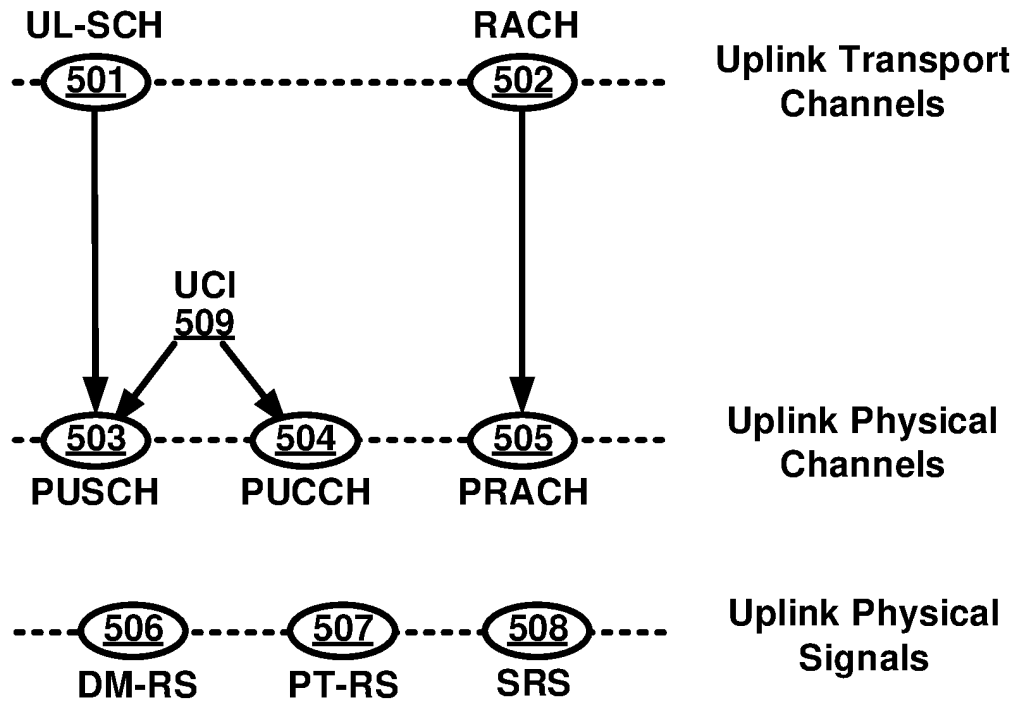 UL-SCH
RACH
501
502
Uplink Transport
Channels
UCI
509
503
504
505
Uplink Physical
Channels
PUSCH
PUCCH
PRACH
506
507
508
Uplink Physical
Signals
DM-RS
PT-RS
SRS